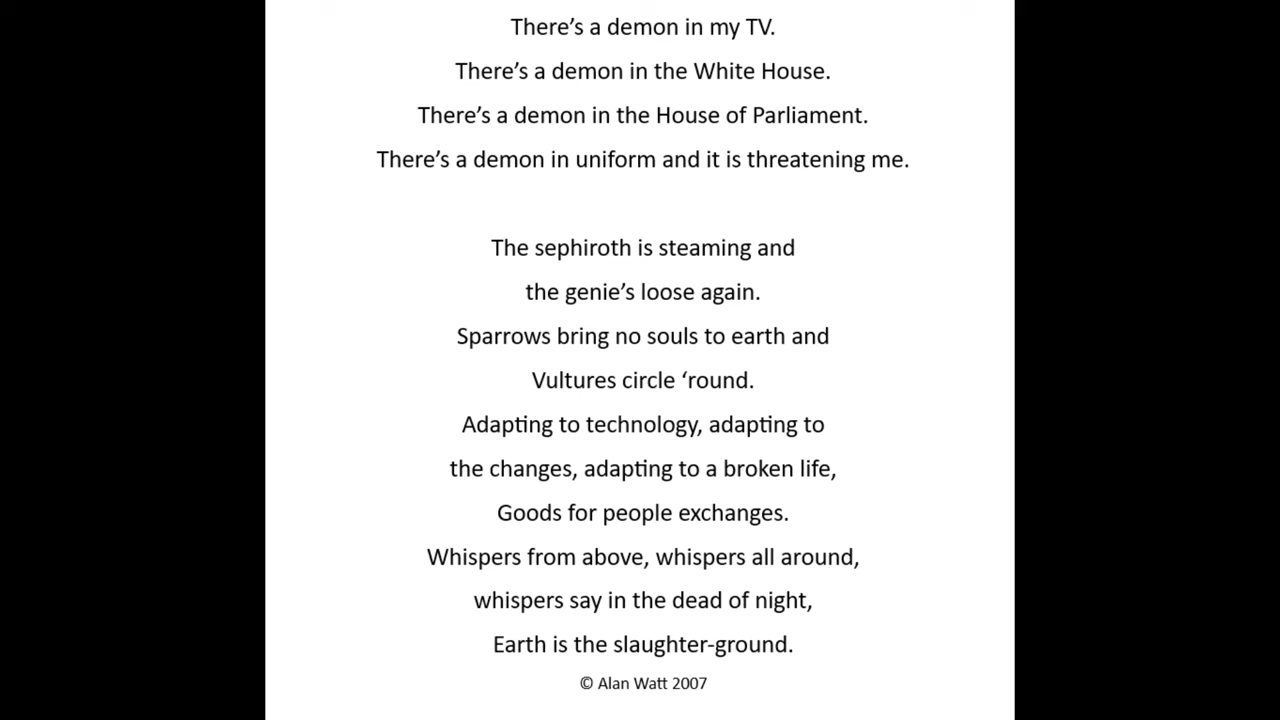 There’s a demon in my TV.
There’s a demon in the White House.
There’s a demon in the House of Parliament.
There’s a demon in uniform and it is threatening me.
The sephiroth is steaming and
the genie’s loose again.
Sparrows bring no souls to earth and
Vultures circle ‘round.
Adapting to technology, adapting to
the changes, adapting to a broken life,
Goods for people exchanges.
Whispers from above, whispers all around,
whispers say in the dead of night,
Earth is the slaughter-ground.
© Alan Watt 2007